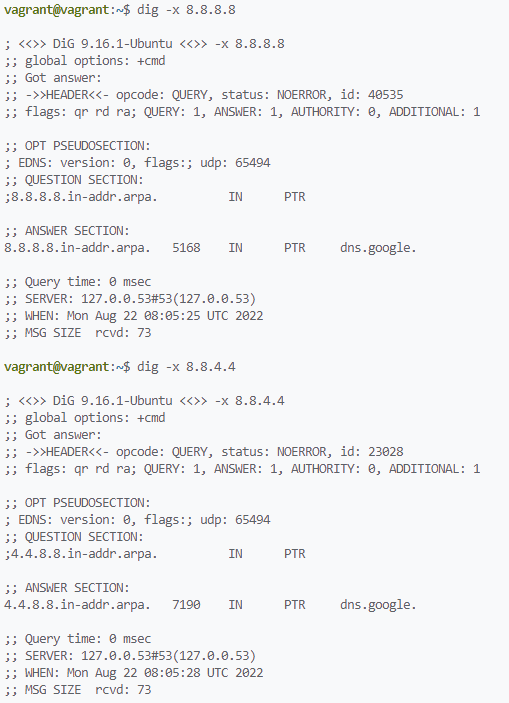 vagrant@vagrant:~$ dig -x 8.8.8.8
; <<>> DiG 9.16.1-Ubuntu <<>> -x 8.8.8.8
;; global options: +cmd
;; Got answer:
;; ->>HEADER<<- opcode: QUERY, status: NOERROR, id: 40535
;; flags: qr rd ra; QUERY: 1, ANSWER: 1, AUTHORITY: 0, ADDITIONAL: 1
;; OPT PSEUDOSECTION:
; EDNS: version: 0, flags:; udp: 65494
;; QUESTION SECTION:
;8.8.8.8.in-addr.arpa. IN PTR
;; ANSWER SECTION:
8.8.8.8.in-addr.arpa. 5168 IN PTR dns.google.
;; Query time: 0 msec
;; SERVER: 127.0.0.53#53(127.0.0.53)
;; WHEN: Mon Aug 22 08:05:25 UTC 2022
;; MSG SIZE rcvd: 73
vagrant@vagrant:~$ dig -x 8.8.4.4
; <<>> DiG 9.16.1-Ubuntu <<>> -x 8.8.4.4
;; global options: +cmd
;; Got answer:
;; ->>HEADER<<- opcode: QUERY, status: NOERROR, id: 23028
;; flags: qr rd ra; QUERY: 1, ANSWER: 1, AUTHORITY: 0, ADDITIONAL: 1
;; OPT PSEUDOSECTION:
; EDNS: version: 0, flags:; udp: 65494
;; QUESTION SECTION:
;4.4.8.8.in-addr.arpa. IN PTR
;; ANSWER SECTION:
4.4.8.8.in-addr.arpa. 7190 IN PTR dns.google.
;; Query time: 0 msec
;; SERVER: 127.0.0.53#53(127.0.0.53)
;; WHEN: Mon Aug 22 08:05:28 UTC 2022
;; MSG SIZE rcvd: 73